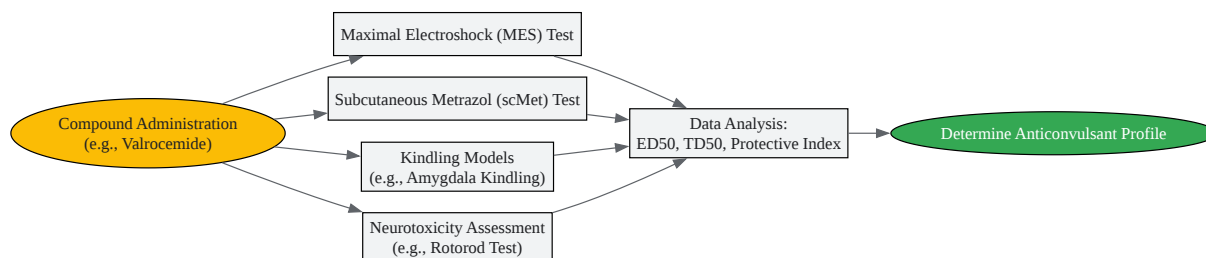 Maximal Electroshock (MES) Test
Subcutaneous Metrazol (scMet) Test
Compound Administration
(e.g., Valrocemide)
Kindling Models
(e.g., Amygdala Kindling)
Neurotoxicity Assessment
(e.g., Rotorod Test)
Data Analysis:
ED50, TD50, Protective Index
Determine Anticonvulsant Profile